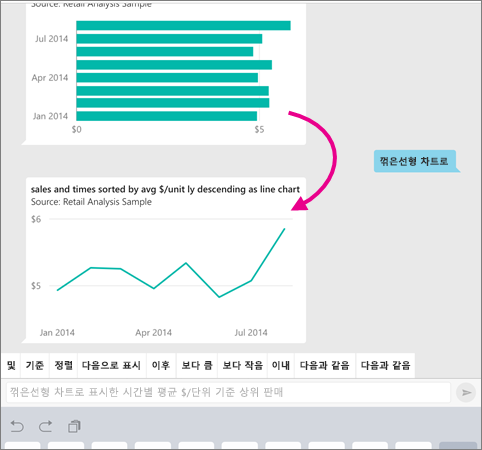 Source: Retail Analysis Sample
Jul 2014
Apr 2014
Jan 2014
$0
$5
꺾은선형 차트로
sales and times sorted by avg $/unit ly descending as line chart
Source: Retail Analysis Sample
$6
$5
Jan 2014
Apr 2014
Jul 2014
및 기준 정렬 다음으로 표시 이후 보다 큼 보다 작음 이내 다음과 같음 다음과 같음
꺾은선형 차트로 표시한 시간별 평균 $/단위 기준 상위 판매